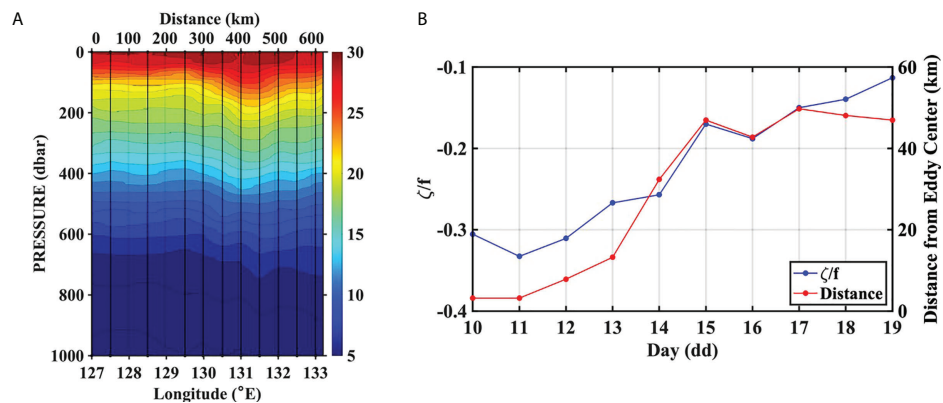 A
Distance (km)
0 100 200 300 400 500 600
PRESSURE (dbar)
0
200
400
600
800
1000
127 128 129 130 131 132 133
Longitude (°E)
30
25
20
15
10
5
B
ζ/f
-0.1
-0.2
-0.3
-0.4
10 11 12 13 14 15 16 17 18 19
Day (dd)
60
40
20
0
Distance from Eddy Center (km)
ζ/f
Distance